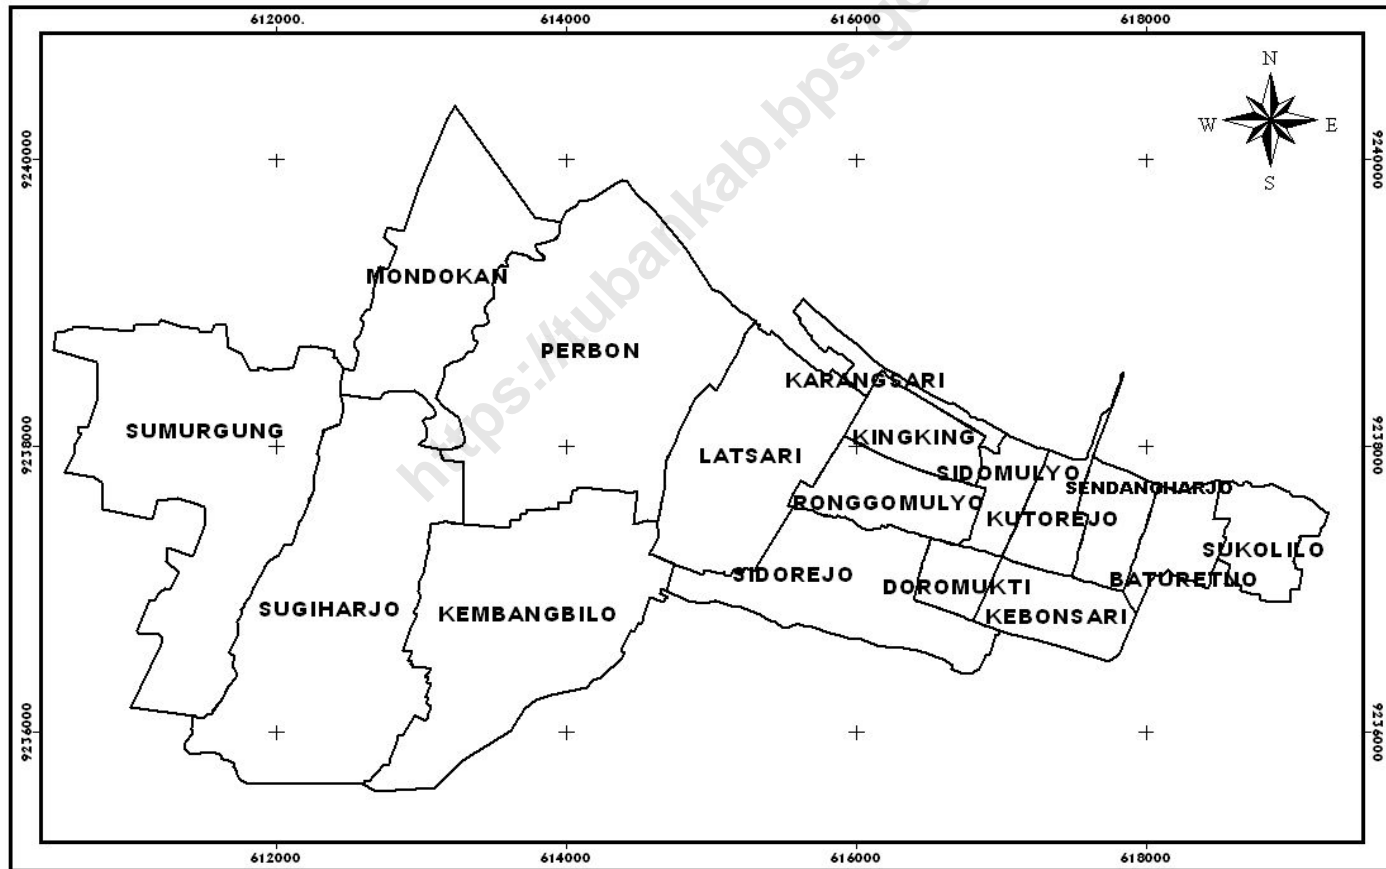 612000.
614000
616000
618000
N
W
E
S
9240000
9240000
MONDOKAN
PERBON
KARANGSARI
SUMURGUNG
KINGKING
9238000
9238000
LATSARI
SIDOMULYO
SENDANGHARJO
RONGGOMULYO
KUTOREJO
SUKOLILO
SIDOREJO
BATURETNO
DOROMUKTI
SUGIHARJO
KEMBANGBILO
KEBONSARI
9236000
9236000
612000
614000
616000
618000
https://tubankab.bps.go